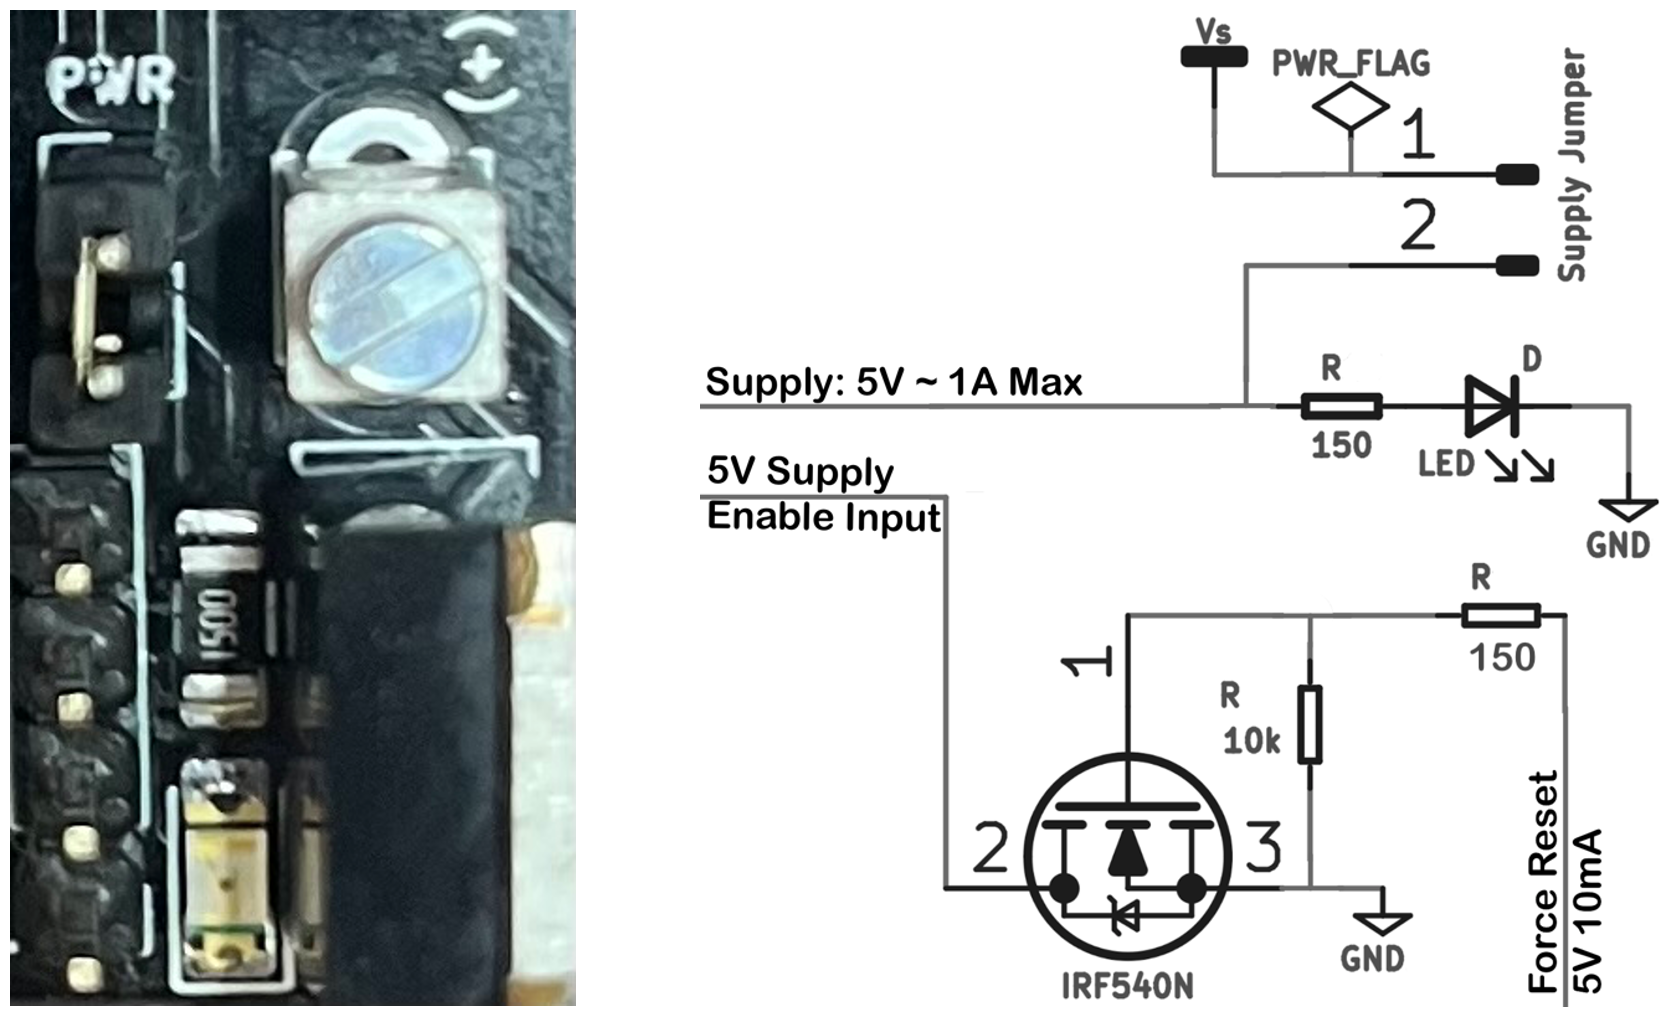 PWR
(+)
1500
Vs
PWR_FLAG
1
2
Supply Jumper
Supply: 5V ~ 1A Max
R
150
D
LED
GND
5V Supply
Enable Input
R
150
1
R
10k
2
3
GND
IRF540N
Force Reset
5V 10mA